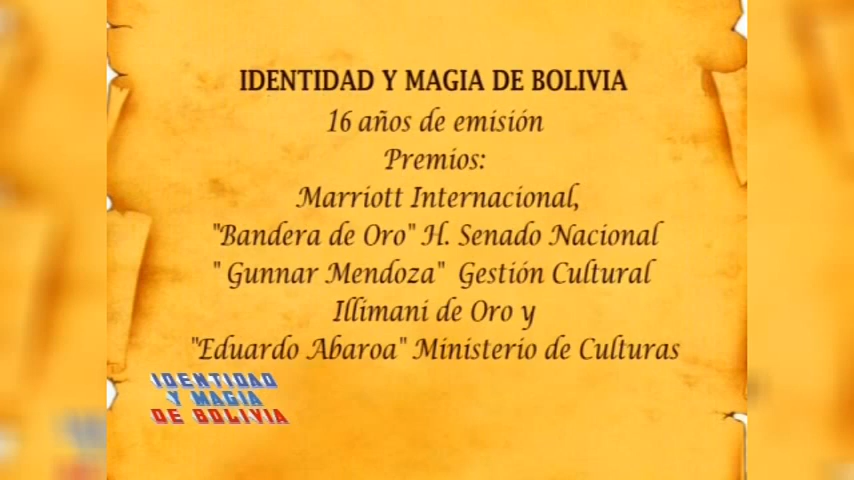 IDENTIDAD Y MAGIA DE BOLIVIA
16 años de emisión
Premios:
Marriott Internacional,
"Bandera de Oro" H. Senado Nacional
" Gunnar Mendoza" Gestión Cultural
Illimani de Oro y
"Eduardo Abaroa" Ministerio de Culturas
IDENTIDAD
Y MAGIA
DE BOLIVIA